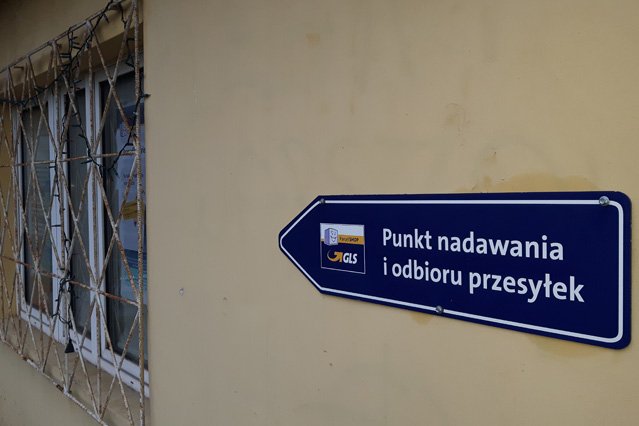 ParcelSHOP
GLS
Punkt nadawania
i odbioru przesyłek